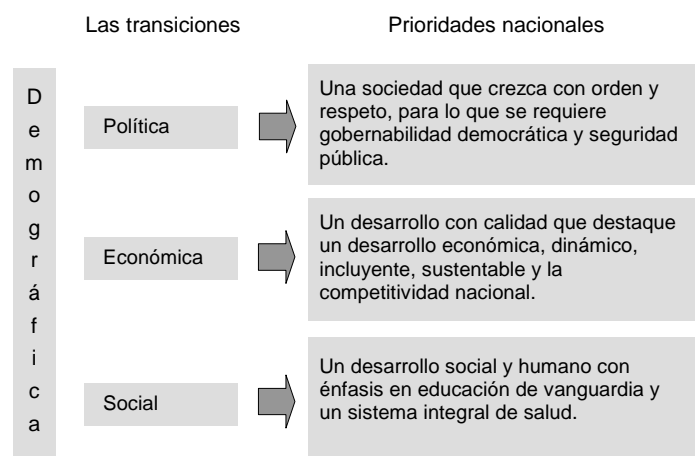 Las transiciones
Prioridades nacionales
Demográfica
Política
Una sociedad que crezca con orden y
respeto, para lo que se requiere
gobernabilidad democrática y seguridad
pública.
Económica
Un desarrollo con calidad que destaque
un desarrollo económica, dinámico,
incluyente, sustentable y la
competitividad nacional.
Social
Un desarrollo social y humano con
énfasis en educación de vanguardia y
un sistema integral de salud.